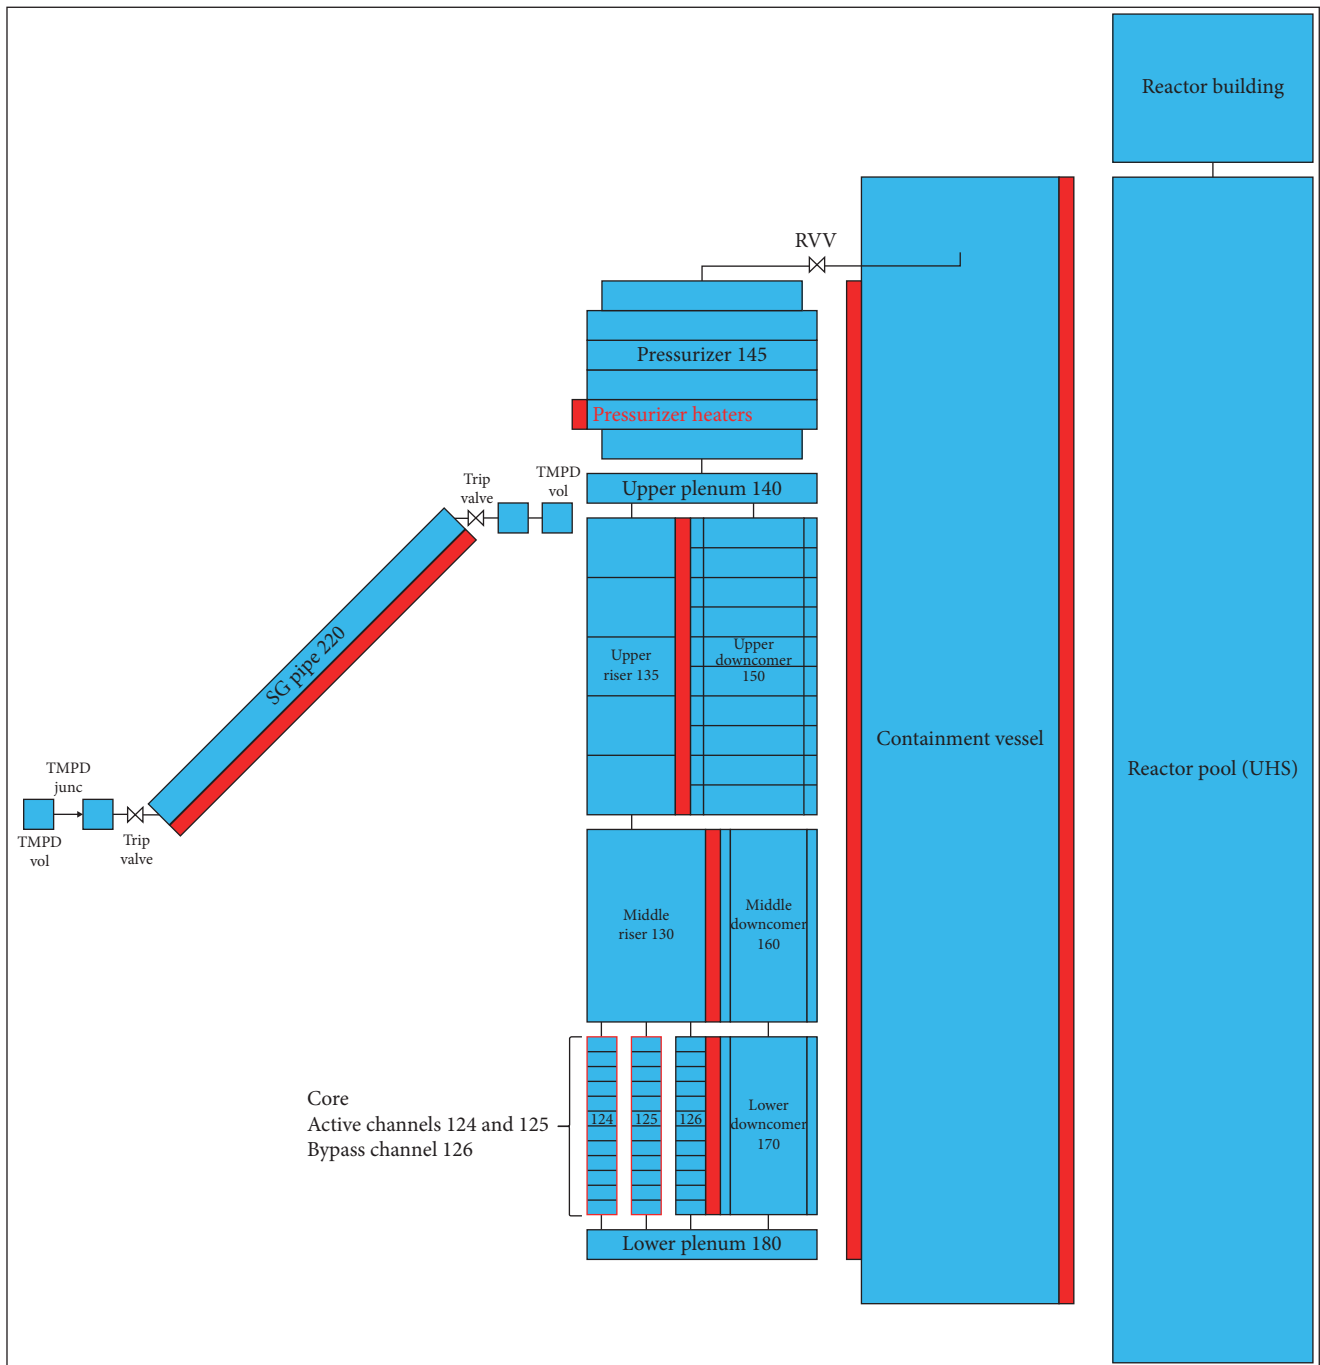 Reactor building
RVV
Pressurizer 145
Pressurizer heaters
Trip
valve
TMPD
vol
Upper plenum 140
SG pipe 220
Upper
riser 135
Upper
downcomer
150
Containment vessel
Reactor pool (UHS)
TMPD
junc
TMPD
vol
Trip
valve
Middle
riser 130
Middle
downcomer
160
Core
Active channels 124 and 125
Bypass channel 126
124
125
126
Lower
downcomer
170
Lower plenum 180